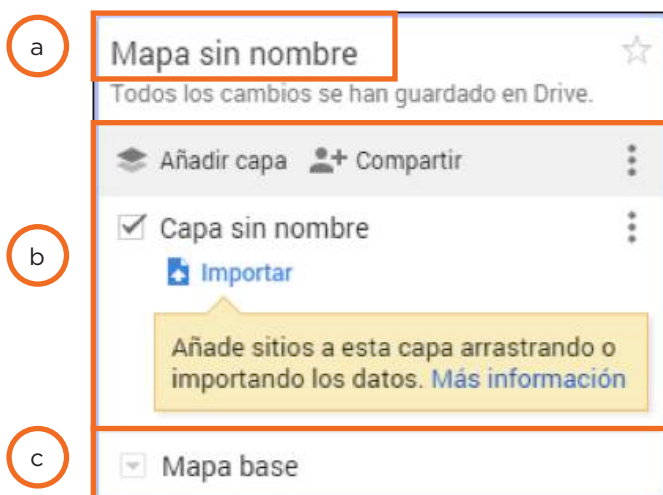 a
Mapa sin nombre
Todos los cambios se han guardado en Drive.
Añadir capa Compartir
Capa sin nombre
b
Importar
Añade sitios a esta capa arrastrando o
importando los datos. Más información
c
Mapa base